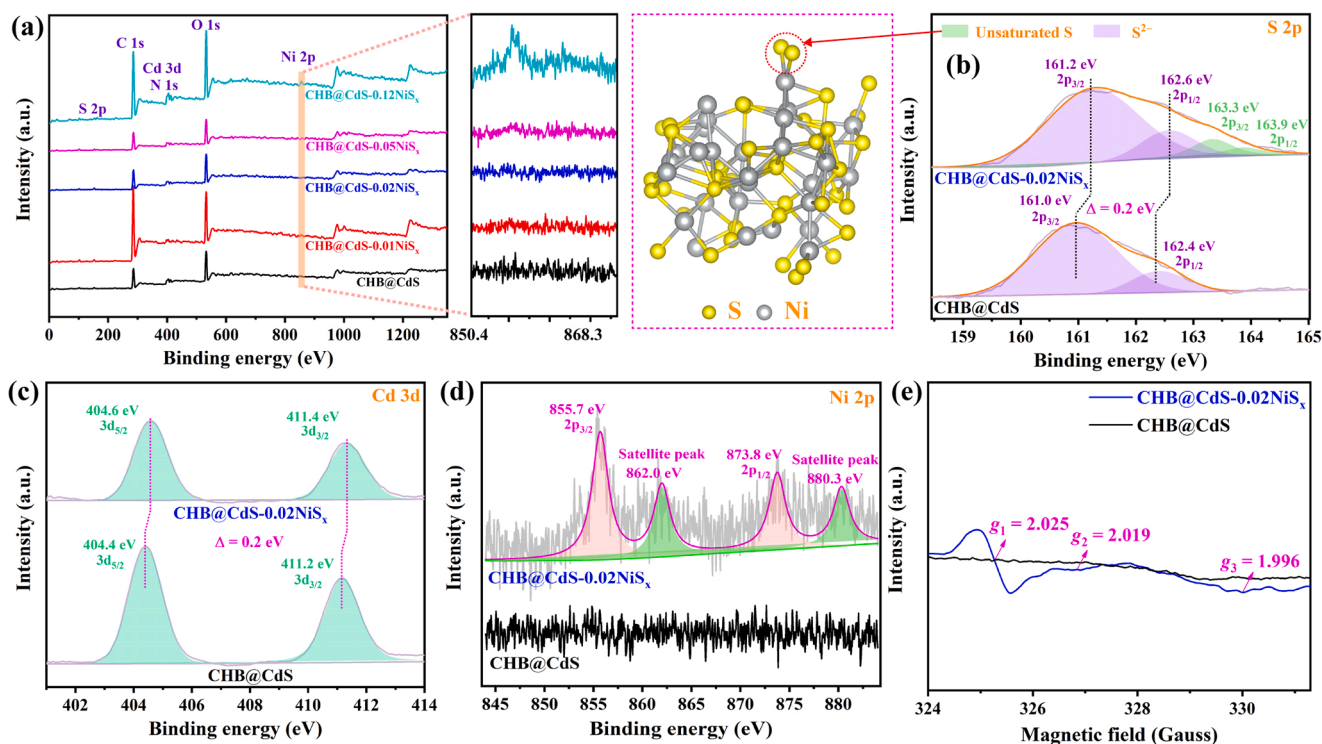 (a)
C 1s
O 1s
Cd 3d
N 1s
S 2p
Ni 2p
CHB@CdS-0.12NiSx
CHB@CdS-0.05NiSx
CHB@CdS-0.02NiSx
CHB@CdS-0.01NiSx
CHB@CdS
Intensity (a.u.)
0 200 400 600 800 1000 1200
Binding energy (eV)
850.4 868.3
S Ni
Unsaturated S S2−
S 2p
(b)
161.2 eV
2p3/2
162.6 eV
2p1/2
163.3 eV
2p3/2
163.9 eV
2p1/2
CHB@CdS-0.02NiSx
161.0 eV
2p3/2
Δ = 0.2 eV
162.4 eV
2p1/2
CHB@CdS
Intensity (a.u.)
159 160 161 162 163 164 165
Binding energy (eV)
(c)
Cd 3d
404.6 eV
3d5/2
411.4 eV
3d3/2
CHB@CdS-0.02NiSx
Δ = 0.2 eV
404.4 eV
3d5/2
411.2 eV
3d3/2
CHB@CdS
Intensity (a.u.)
402 404 406 408 410 412 414
Binding energy (eV)
(d)
Ni 2p
855.7 eV
2p3/2
Satellite peak
862.0 eV
873.8 eV
2p1/2
Satellite peak
880.3 eV
CHB@CdS-0.02NiSx
CHB@CdS
Intensity (a.u.)
845 850 855 860 865 870 875 880
Binding energy (eV)
(e)
CHB@CdS-0.02NiSx
CHB@CdS
g1 = 2.025
g2 = 2.019
g3 = 1.996
Intensity (a.u.)
324 326 328 330
Magnetic field (Gauss)